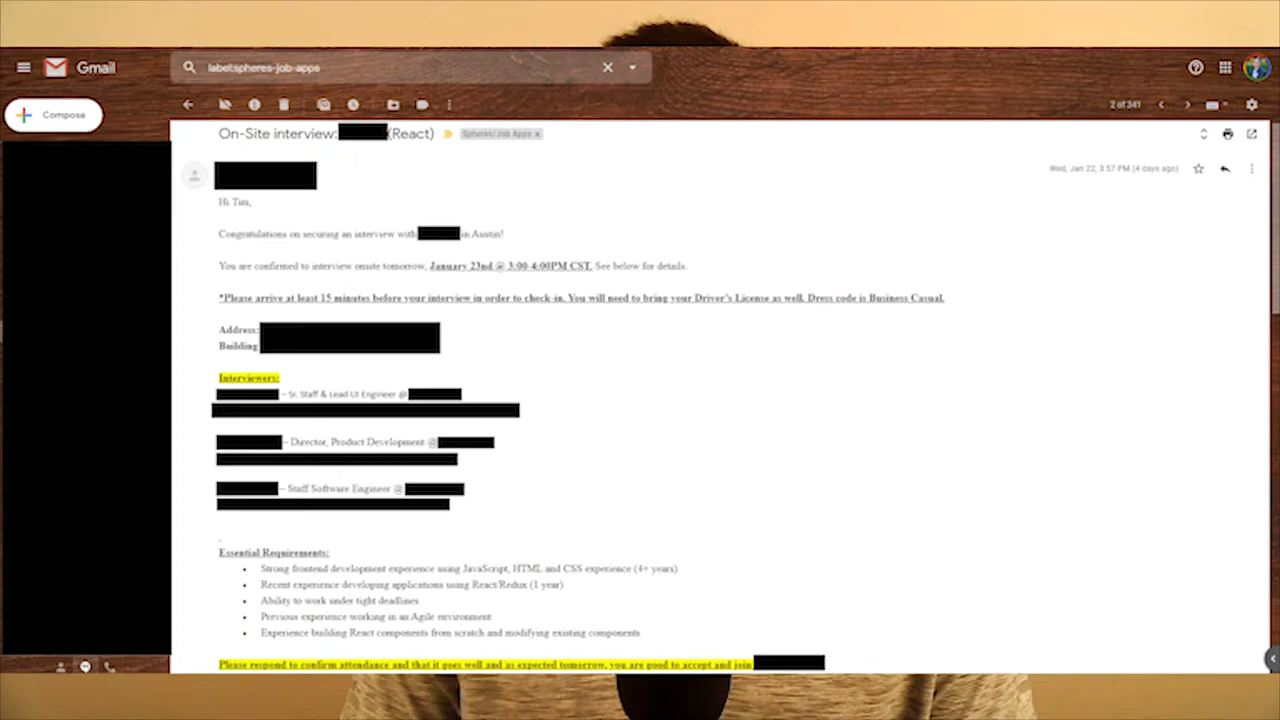 Gmail
label:spheres-job-apps
Compose
2 of 341
On-Site interview: (React) Spheres/Job Apps x
Wed, Jan 22, 3:57 PM (4 days ago)
Hi Tim,
Congratulations on securing an interview with in Austin!
You are confirmed to interview onsite tomorrow, January 23nd @ 3:00-4:00PM CST. See below for details.
*Please arrive at least 15 minutes before your interview in order to check-in. You will need to bring your Driver's License as well. Dress code is Business Casual.
Address:
Building
Interviewers:
– Sr. Staff & Lead UI Engineer @
– Director, Product Development @
– Staff Software Engineer @
.
Essential Requirements:
• Strong frontend development experience using JavaScript, HTML and CSS experience (4+ years)
• Recent experience developing applications using React/Redux (1 year)
• Ability to work under tight deadlines
• Previous experience working in an Agile environment
• Experience building React components from scratch and modifying existing components
Please respond to confirm attendance and that it goes well and as expected tomorrow, you are good to accept and join